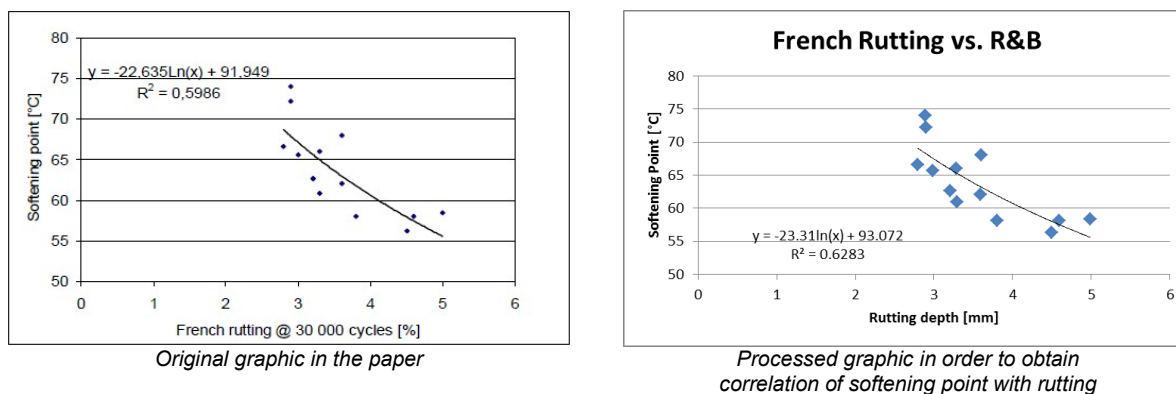 80
75
70
65
60
55
50
y = -22,635Ln(x) + 91,949
R² = 0,5986
Softening point [°C]
0 1 2 3 4 5 6
French rutting @ 30 000 cycles [%]
Original graphic in the paper
French Rutting vs. R&B
80
75
70
65
60
55
50
Softening Point [°C]
y = -23.31ln(x) + 93.072
R² = 0.6283
0 1 2 3 4 5 6
Rutting depth [mm]
Processed graphic in order to obtain
correlation of softening point with rutting